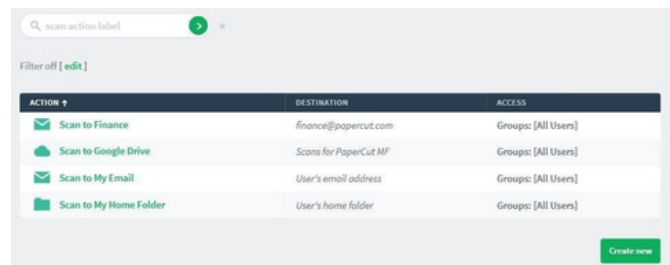 scan action label
Filter off [ edit ]
ACTION ↑ DESTINATION ACCESS
Scan to Finance finance@papercut.com Groups: [All Users]
Scan to Google Drive Scans for PaperCut MF Groups: [All Users]
Scan to My Email User's email address Groups: [All Users]
Scan to My Home Folder User's home folder Groups: [All Users]
Create new